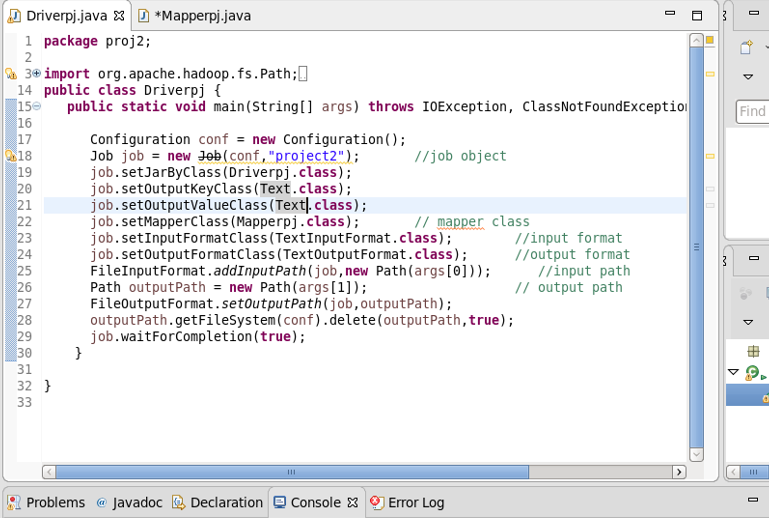 Driverpj.java
*Mapperpj.java
1 package proj2;
2
3 import org.apache.hadoop.fs.Path;
14 public class Driverpj {
15 public static void main(String[] args) throws IOException, ClassNotFoundException
16
17 Configuration conf = new Configuration();
18 Job job = new Job(conf,"project2"); //job object
19 job.setJarByClass(Driverpj.class);
20 job.setOutputKeyClass(Text.class);
21 job.setOutputValueClass(Text.class);
22 job.setMapperClass(Mapperpj.class); // mapper class
23 job.setInputFormatClass(TextInputFormat.class); //input format
24 job.setOutputFormatClass(TextOutputFormat.class); //output format
25 FileInputFormat.addInputPath(job,new Path(args[0])); //input path
26 Path outputPath = new Path(args[1]); // output path
27 FileOutputFormat.setOutputPath(job,outputPath);
28 outputPath.getFileSystem(conf).delete(outputPath,true);
29 job.waitForCompletion(true);
30 }
31
32 }
33
Find
Problems @ Javadoc Declaration Console Error Log